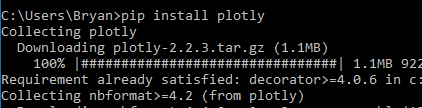 C:\Users\Bryan>pip install plotly
Collecting plotly
Downloading plotly-2.2.3.tar.gz (1.1MB)
100% |################################| 1.1MB 922
Requirement already satisfied: decorator>=4.0.6 in c:
Collecting nbformat>=4.2 (from plotly)